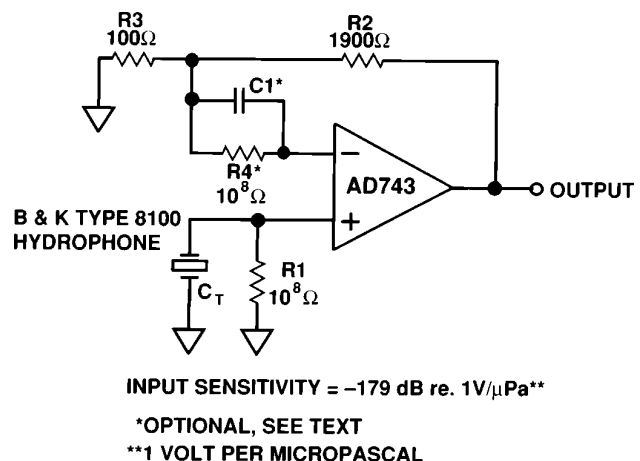 R3
100Ω
R2
1900Ω
C1*
R4*
10⁸Ω
−
AD743
+
OUTPUT
B & K TYPE 8100
HYDROPHONE
R1
10⁸Ω
C_T
INPUT SENSITIVITY = –179 dB re. 1V/μPa**
*OPTIONAL, SEE TEXT
**1 VOLT PER MICROPASCAL